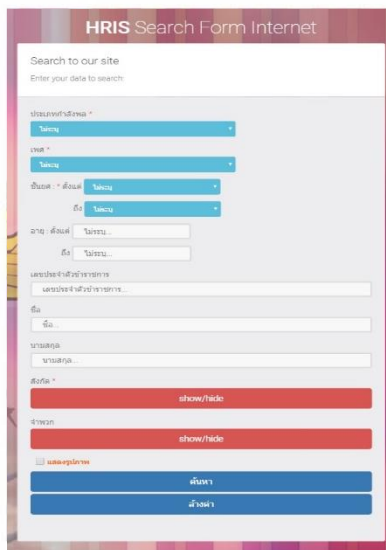 HRIS Search Form Internet
Search to our site
Enter your data to search:
ประเภทกำลังพล *
ไม่ระบุ
เพศ *
ไม่ระบุ
ชั้นยศ : * ตั้งแต่ ไม่ระบุ
ถึง ไม่ระบุ
อายุ : ตั้งแต่ ไม่ระบุ...
ถึง ไม่ระบุ...
เลขประจำตัวข้าราชการ
เลขประจำตัวข้าราชการ...
ชื่อ
ชื่อ...
นามสกุล
นามสกุล...
สังกัด *
show/hide
จำพวก
show/hide
แสดงรูปภาพ
ค้นหา
ล้างค่า